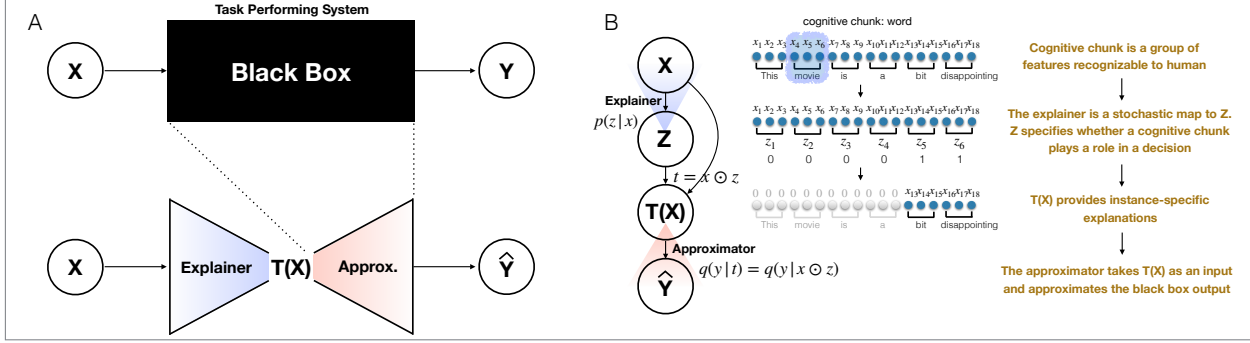 A
Task Performing System
X
Black Box
Y
X
Explainer
T(X)
Approx.
Ŷ
B
X
Explainer
p(z|x)
Z
t = x ⊙ z
T(X)
Approximator
q(y|t) = q(y|x ⊙ z)
Ŷ
cognitive chunk: word
x₁ x₂ x₃ x₄ x₅ x₆ x₇ x₈ x₉ x₁₀ x₁₁ x₁₂ x₁₃ x₁₄ x₁₅ x₁₆ x₁₇ x₁₈
This movie is a bit disappointing
x₁ x₂ x₃ x₄ x₅ x₆ x₇ x₈ x₉ x₁₀ x₁₁ x₁₂ x₁₃ x₁₄ x₁₅ x₁₆ x₁₇ x₁₈
z₁ z₂ z₃ z₄ z₅ z₆
0 0 0 0 1 1
0 0 0 0 0 0 0 0 0 0 0 0 x₁₃ x₁₄ x₁₅ x₁₆ x₁₇ x₁₈
This movie is a bit disappointing
Cognitive chunk is a group of
features recognizable to human
The explainer is a stochastic map to Z.
Z specifies whether a cognitive chunk
plays a role in a decision
T(X) provides instance-specific
explanations
The approximator takes T(X) as an input
and approximates the black box output